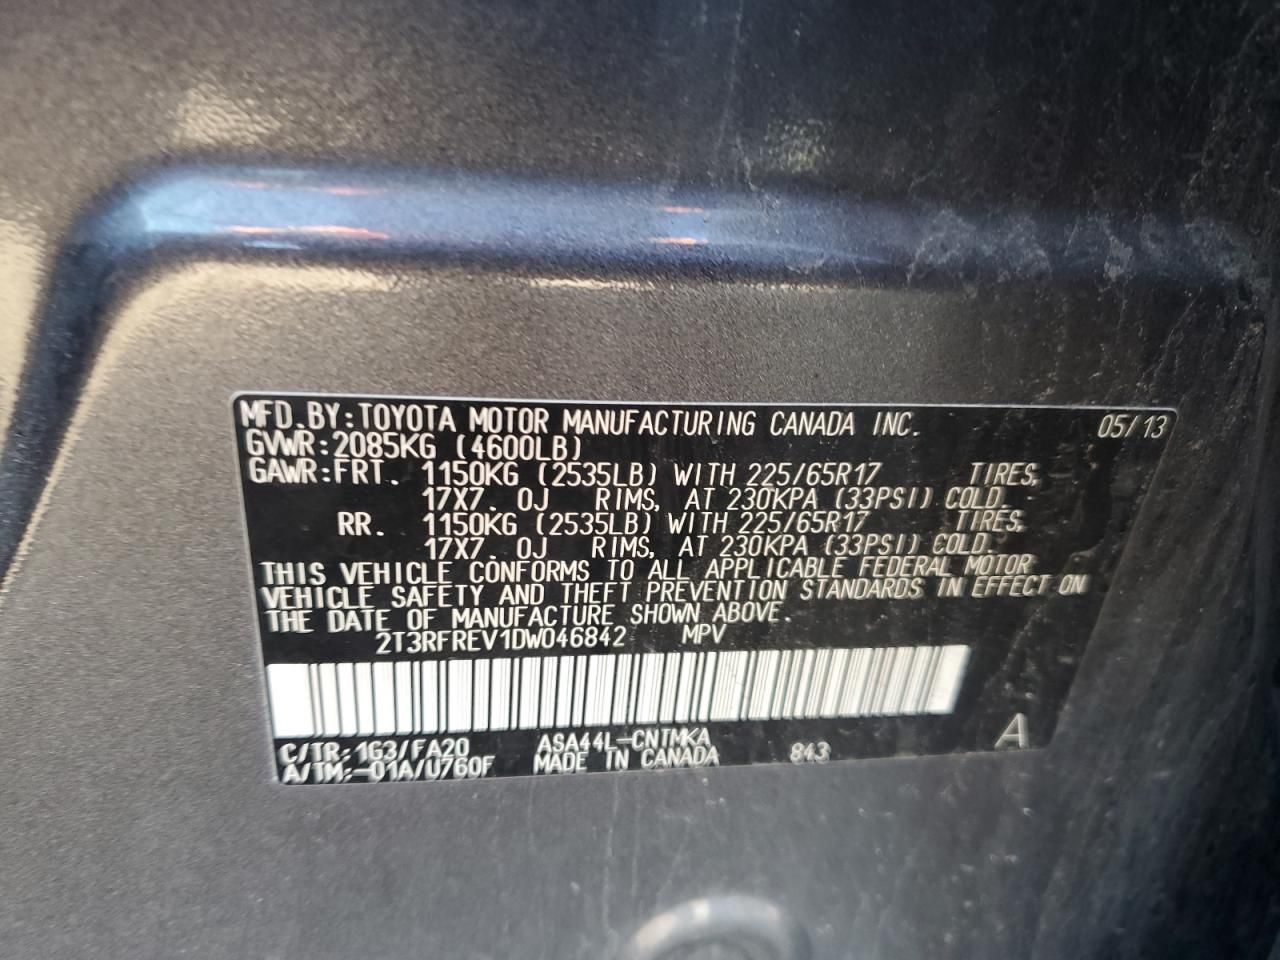 MFD.BY:TOYOTA MOTOR MANUFACTURING CANADA INC. 05/13
GVWR:2085KG (4600LB)
GAWR:FRT. 1150KG (2535LB) WITH 225/65R17 TIRES,
17X7. 0J RIMS, AT 230KPA (33PSI) COLD.
RR. 1150KG (2535LB) WITH 225/65R17 TIRES,
17X7. 0J RIMS, AT 230KPA (33PSI) COLD.
THIS VEHICLE CONFORMS TO ALL APPLICABLE FEDERAL MOTOR
VEHICLE SAFETY AND THEFT PREVENTION STANDARDS IN EFFECT ON
THE DATE OF MANUFACTURE SHOWN ABOVE.
2T3RFREV1DW046842 MPV
C/TR:1G3/FA20 ASA44L-CNTMKA 843 A
A/TM:-01A/U760F MADE IN CANADA